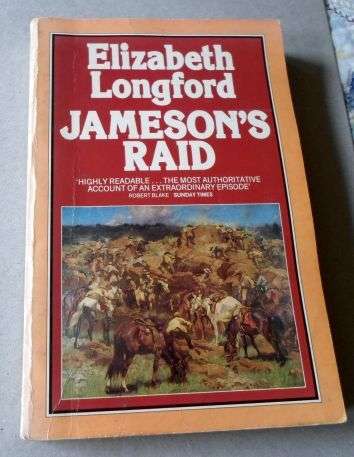 Elizabeth
Longford
JAMESON'S
RAID
'HIGHLY READABLE...THE MOST AUTHORITATIVE
ACCOUNT OF AN EXTRAORDINARY EPISODE'
ROBERT BLAKE SUNDAY TIMES